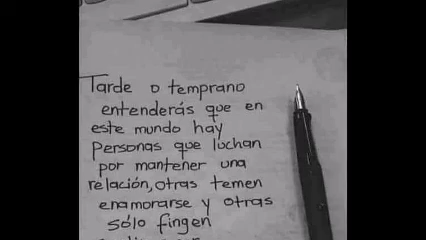 Tarde o temprano
entenderás que en
este mundo hay
personas que luchan
por mantener una
relación, otras temen
enamorarse y otras
sólo fingen